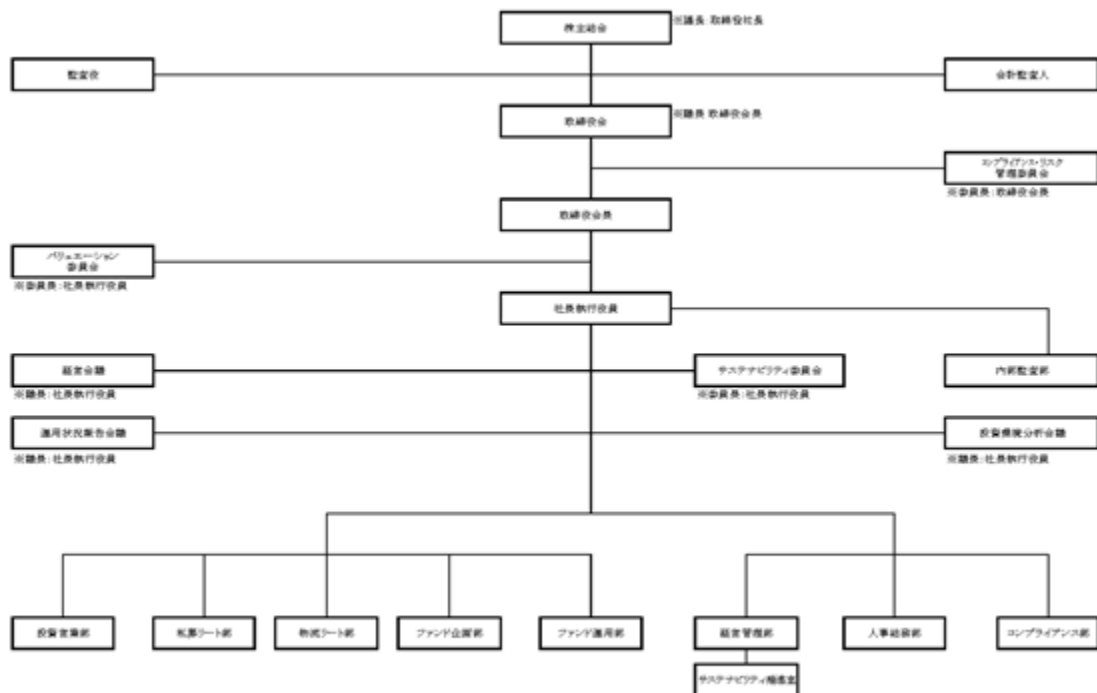 株主総会
※議長:取締役社長
監査役
会計監査人
取締役会
※議長 取締役会長
コンプライアンス・リスク
管理委員会
※委員長:取締役会長
取締役会長
バリュエーション
委員会
※委員長:社長執行役員
社長執行役員
経営会議
※議長:社長執行役員
サステナビリティ委員会
※委員長:社長執行役員
内部監査部
運用状況報告会議
※議長:社長執行役員
投資環境分析会議
※議長:社長執行役員
投資営業部
私募リート部
物流リート部
ファンド企画部
ファンド運用部
経営管理部
人事総務部
コンプライアンス部
サステナビリティ推進室